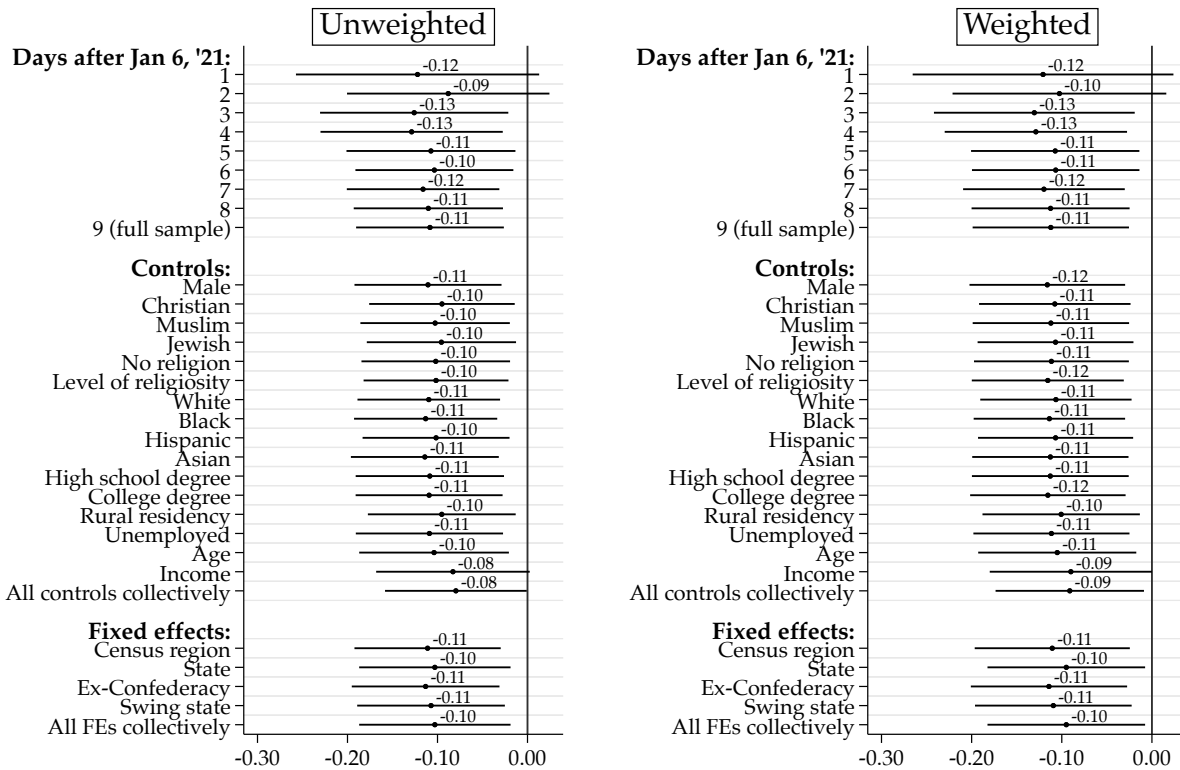 Unweighted
Days after Jan 6, '21:
1 -0.12
2 -0.09
3 -0.13
4 -0.13
5 -0.11
6 -0.10
7 -0.12
8 -0.11
9 (full sample) -0.11
Controls:
Male -0.11
Christian -0.10
Muslim -0.10
Jewish -0.10
No religion -0.10
Level of religiosity -0.10
White -0.11
Black -0.11
Hispanic -0.10
Asian -0.11
High school degree -0.11
College degree -0.11
Rural residency -0.10
Unemployed -0.11
Age -0.10
Income -0.08
All controls collectively -0.08
Fixed effects:
Census region -0.11
State -0.10
Ex-Confederacy -0.11
Swing state -0.11
All FEs collectively -0.10
-0.30 -0.20 -0.10 0.00
Weighted
Days after Jan 6, '21:
1 -0.12
2 -0.10
3 -0.13
4 -0.13
5 -0.11
6 -0.11
7 -0.12
8 -0.11
9 (full sample) -0.11
Controls:
Male -0.12
Christian -0.11
Muslim -0.11
Jewish -0.11
No religion -0.11
Level of religiosity -0.12
White -0.11
Black -0.11
Hispanic -0.11
Asian -0.11
High school degree -0.11
College degree -0.12
Rural residency -0.10
Unemployed -0.11
Age -0.11
Income -0.09
All controls collectively -0.09
Fixed effects:
Census region -0.11
State -0.10
Ex-Confederacy -0.11
Swing state -0.11
All FEs collectively -0.10
-0.30 -0.20 -0.10 0.00